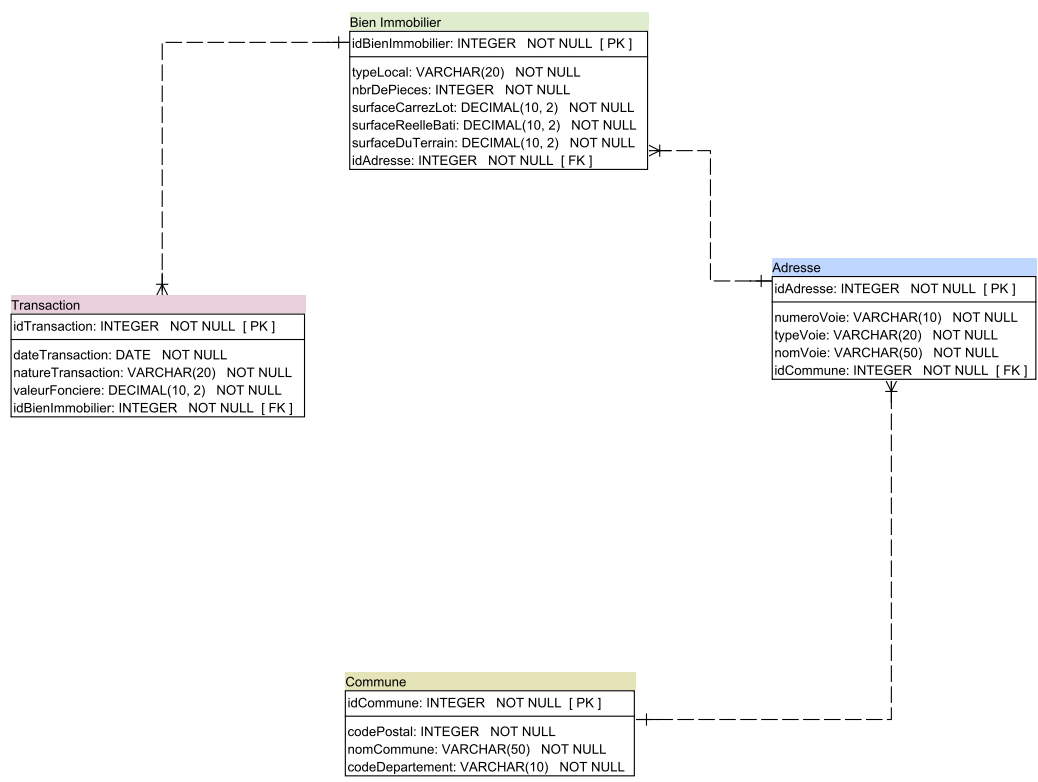 Bien Immobilier
idBienImmobilier: INTEGER NOT NULL [ PK ]
typeLocal: VARCHAR(20) NOT NULL
nbrDePieces: INTEGER NOT NULL
surfaceCarrezLot: DECIMAL(10, 2) NOT NULL
surfaceReelleBati: DECIMAL(10, 2) NOT NULL
surfaceDuTerrain: DECIMAL(10, 2) NOT NULL
idAdresse: INTEGER NOT NULL [ FK ]
Adresse
idAdresse: INTEGER NOT NULL [ PK ]
numeroVoie: VARCHAR(10) NOT NULL
typeVoie: VARCHAR(20) NOT NULL
nomVoie: VARCHAR(50) NOT NULL
idCommune: INTEGER NOT NULL [ FK ]
Transaction
idTransaction: INTEGER NOT NULL [ PK ]
dateTransaction: DATE NOT NULL
natureTransaction: VARCHAR(20) NOT NULL
valeurFonciere: DECIMAL(10, 2) NOT NULL
idBienImmobilier: INTEGER NOT NULL [ FK ]
Commune
idCommune: INTEGER NOT NULL [ PK ]
codePostal: INTEGER NOT NULL
nomCommune: VARCHAR(50) NOT NULL
codeDepartement: VARCHAR(10) NOT NULL